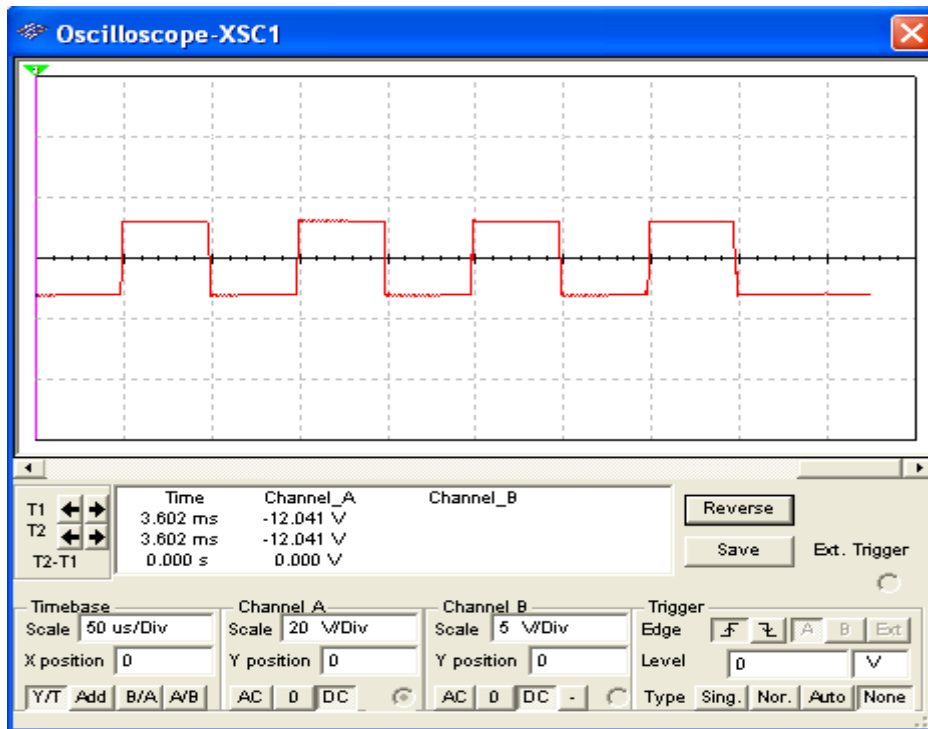 Oscilloscope-XSC1
Time Channel_A Channel_B
T1 3.602 ms -12.041 V
T2 3.602 ms -12.041 V
T2-T1 0.000 s 0.000 V
Reverse
Save
Ext. Trigger
Timebase
Scale 50 us/Div
X position 0
Y/T Add B/A A/B
Channel A
Scale 20 V/Div
Y position 0
AC 0 DC
Channel B
Scale 5 V/Div
Y position 0
AC 0 DC -
Trigger
Edge A B Ext
Level 0 V
Type Sing. Nor. Auto None